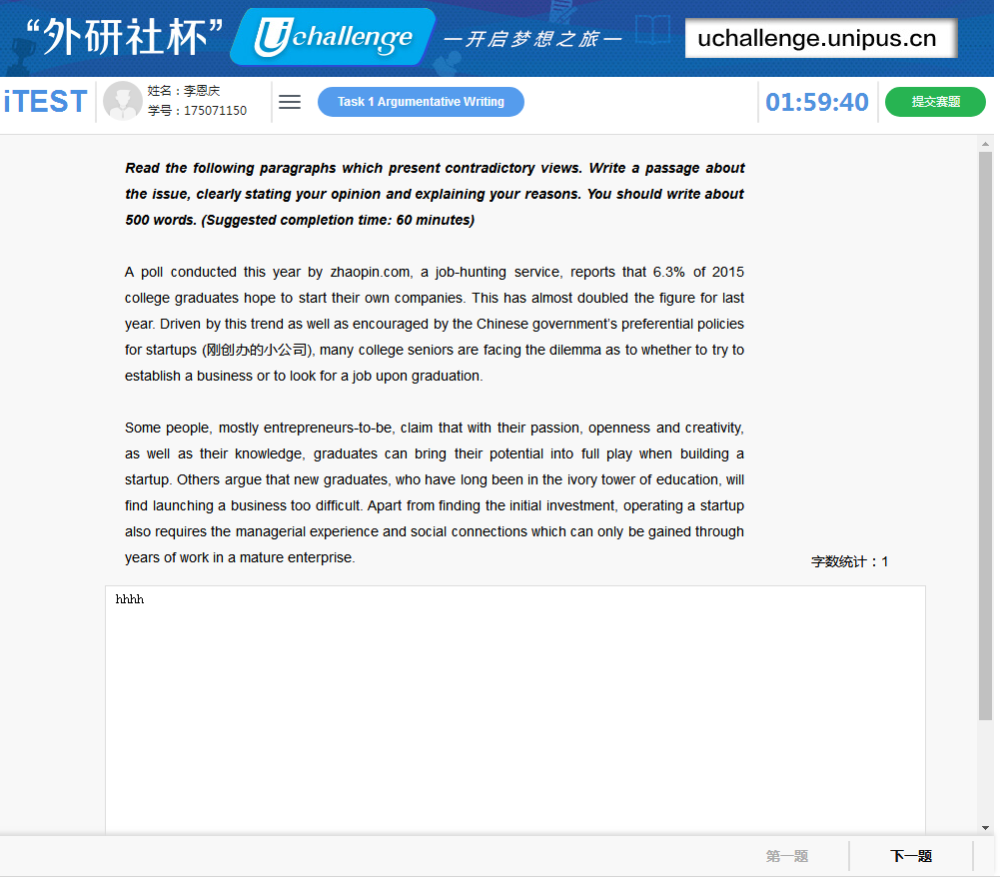 “外研社杯” Uchallenge —开启梦想之旅— uchallenge.unipus.cn
iTEST
姓名：李恩庆
学号：175071150
Task 1 Argumentative Writing
01:59:40
提交赛题
Read the following paragraphs which present contradictory views. Write a passage about
the issue, clearly stating your opinion and explaining your reasons. You should write about
500 words. (Suggested completion time: 60 minutes)
A poll conducted this year by zhaopin.com, a job-hunting service, reports that 6.3% of 2015
college graduates hope to start their own companies. This has almost doubled the figure for last
year. Driven by this trend as well as encouraged by the Chinese government’s preferential policies
for startups (刚创办的小公司), many college seniors are facing the dilemma as to whether to try to
establish a business or to look for a job upon graduation.
Some people, mostly entrepreneurs-to-be, claim that with their passion, openness and creativity,
as well as their knowledge, graduates can bring their potential into full play when building a
startup. Others argue that new graduates, who have long been in the ivory tower of education, will
find launching a business too difficult. Apart from finding the initial investment, operating a startup
also requires the managerial experience and social connections which can only be gained through
years of work in a mature enterprise.
字数统计：1
hhhh
第一题
下一题